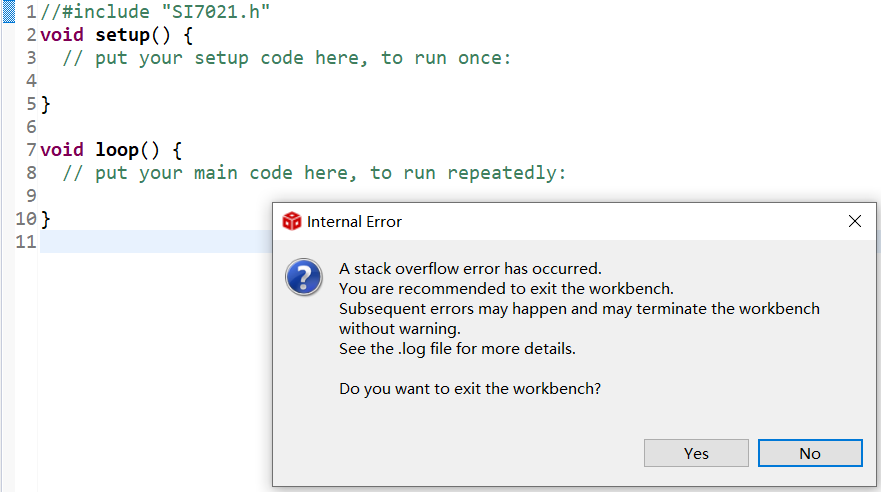 1 //#include "SI7021.h"
2 void setup() {
3   // put your setup code here, to run once:
4
5 }
6
7 void loop() {
8   // put your main code here, to run repeatedly:
9
10 }
11
Internal Error
A stack overflow error has occurred.
You are recommended to exit the workbench.
Subsequent errors may happen and may terminate the workbench
without warning.
See the .log file for more details.
Do you want to exit the workbench?
Yes
No